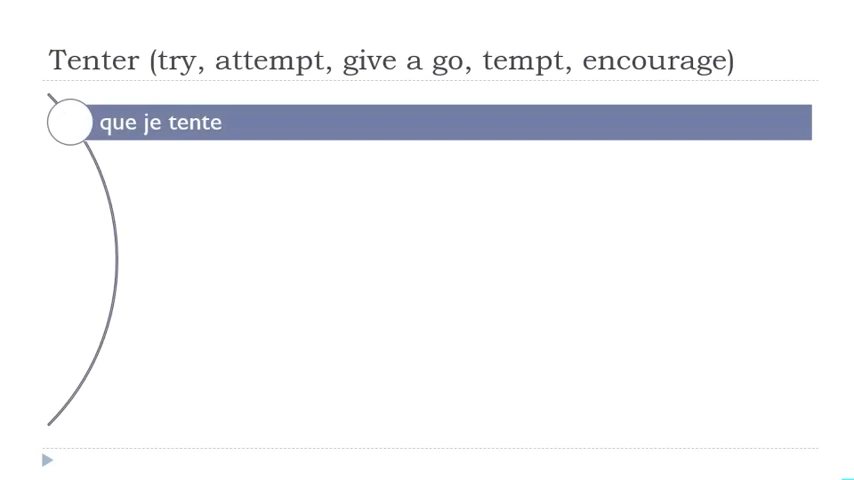 Tenter (try, attempt, give a go, tempt, encourage)
que je tente